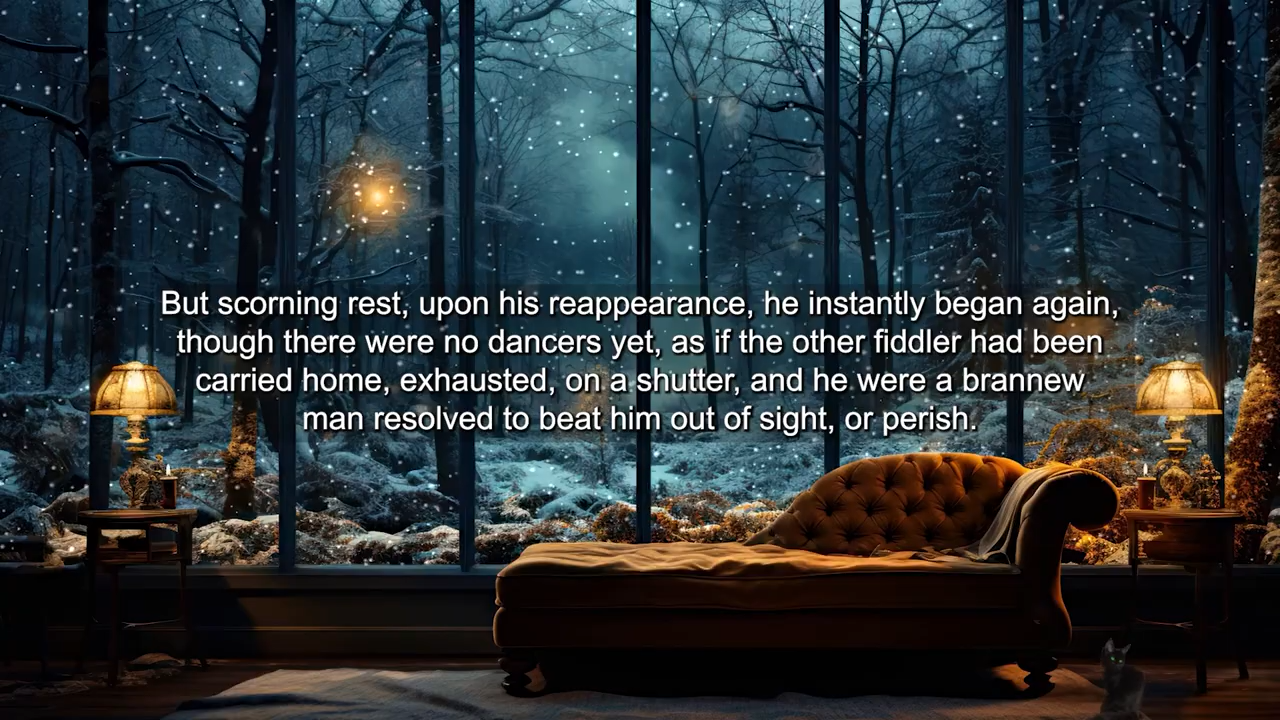 But scorning rest, upon his reappearance, he instantly began again,
though there were no dancers yet, as if the other fiddler had been
carried home, exhausted, on a shutter, and he were a brannew
man resolved to beat him out of sight, or perish.